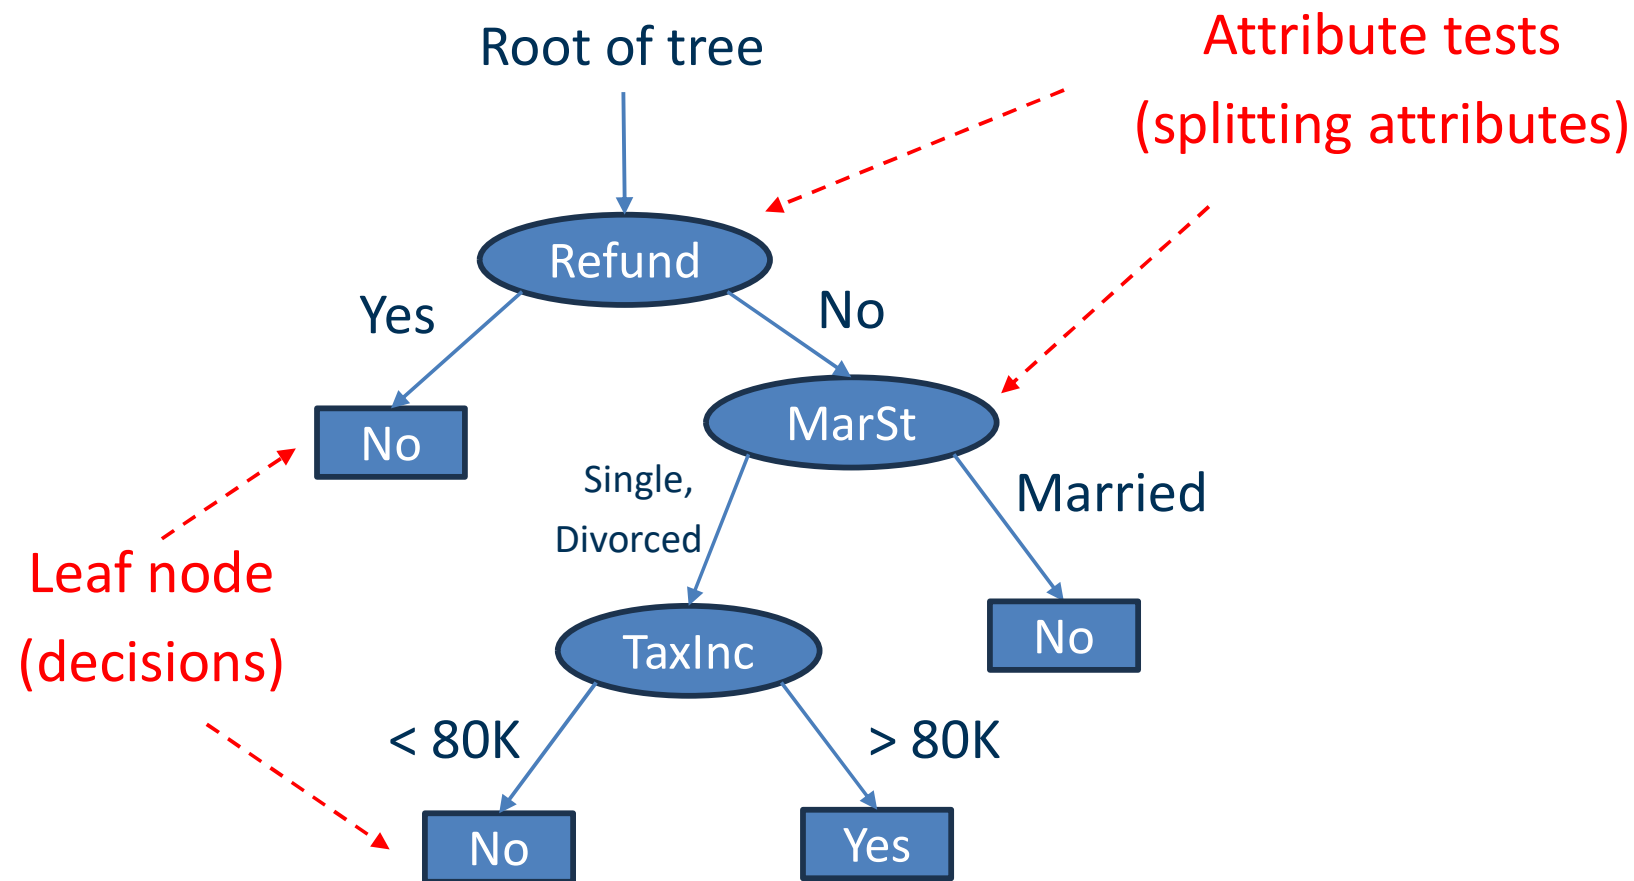 Root of tree
Attribute tests
(splitting attributes)
Refund
Yes
No
No
MarSt
Single,
Divorced
Married
Leaf node
(decisions)
TaxInc
No
< 80K
> 80K
No
Yes